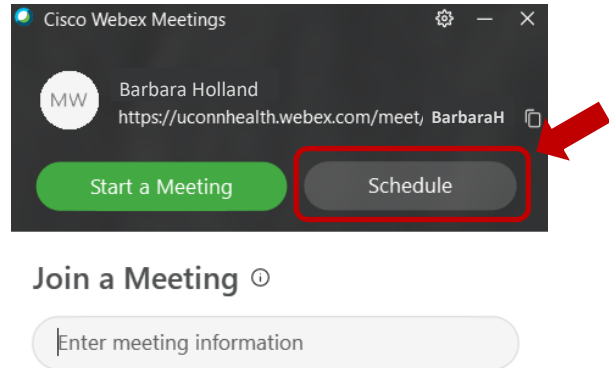 Cisco Webex Meetings
MW
Barbara Holland
https://uconnhealth.webex.com/meet/ BarbaraH
Start a Meeting
Schedule
Join a Meeting
Enter meeting information